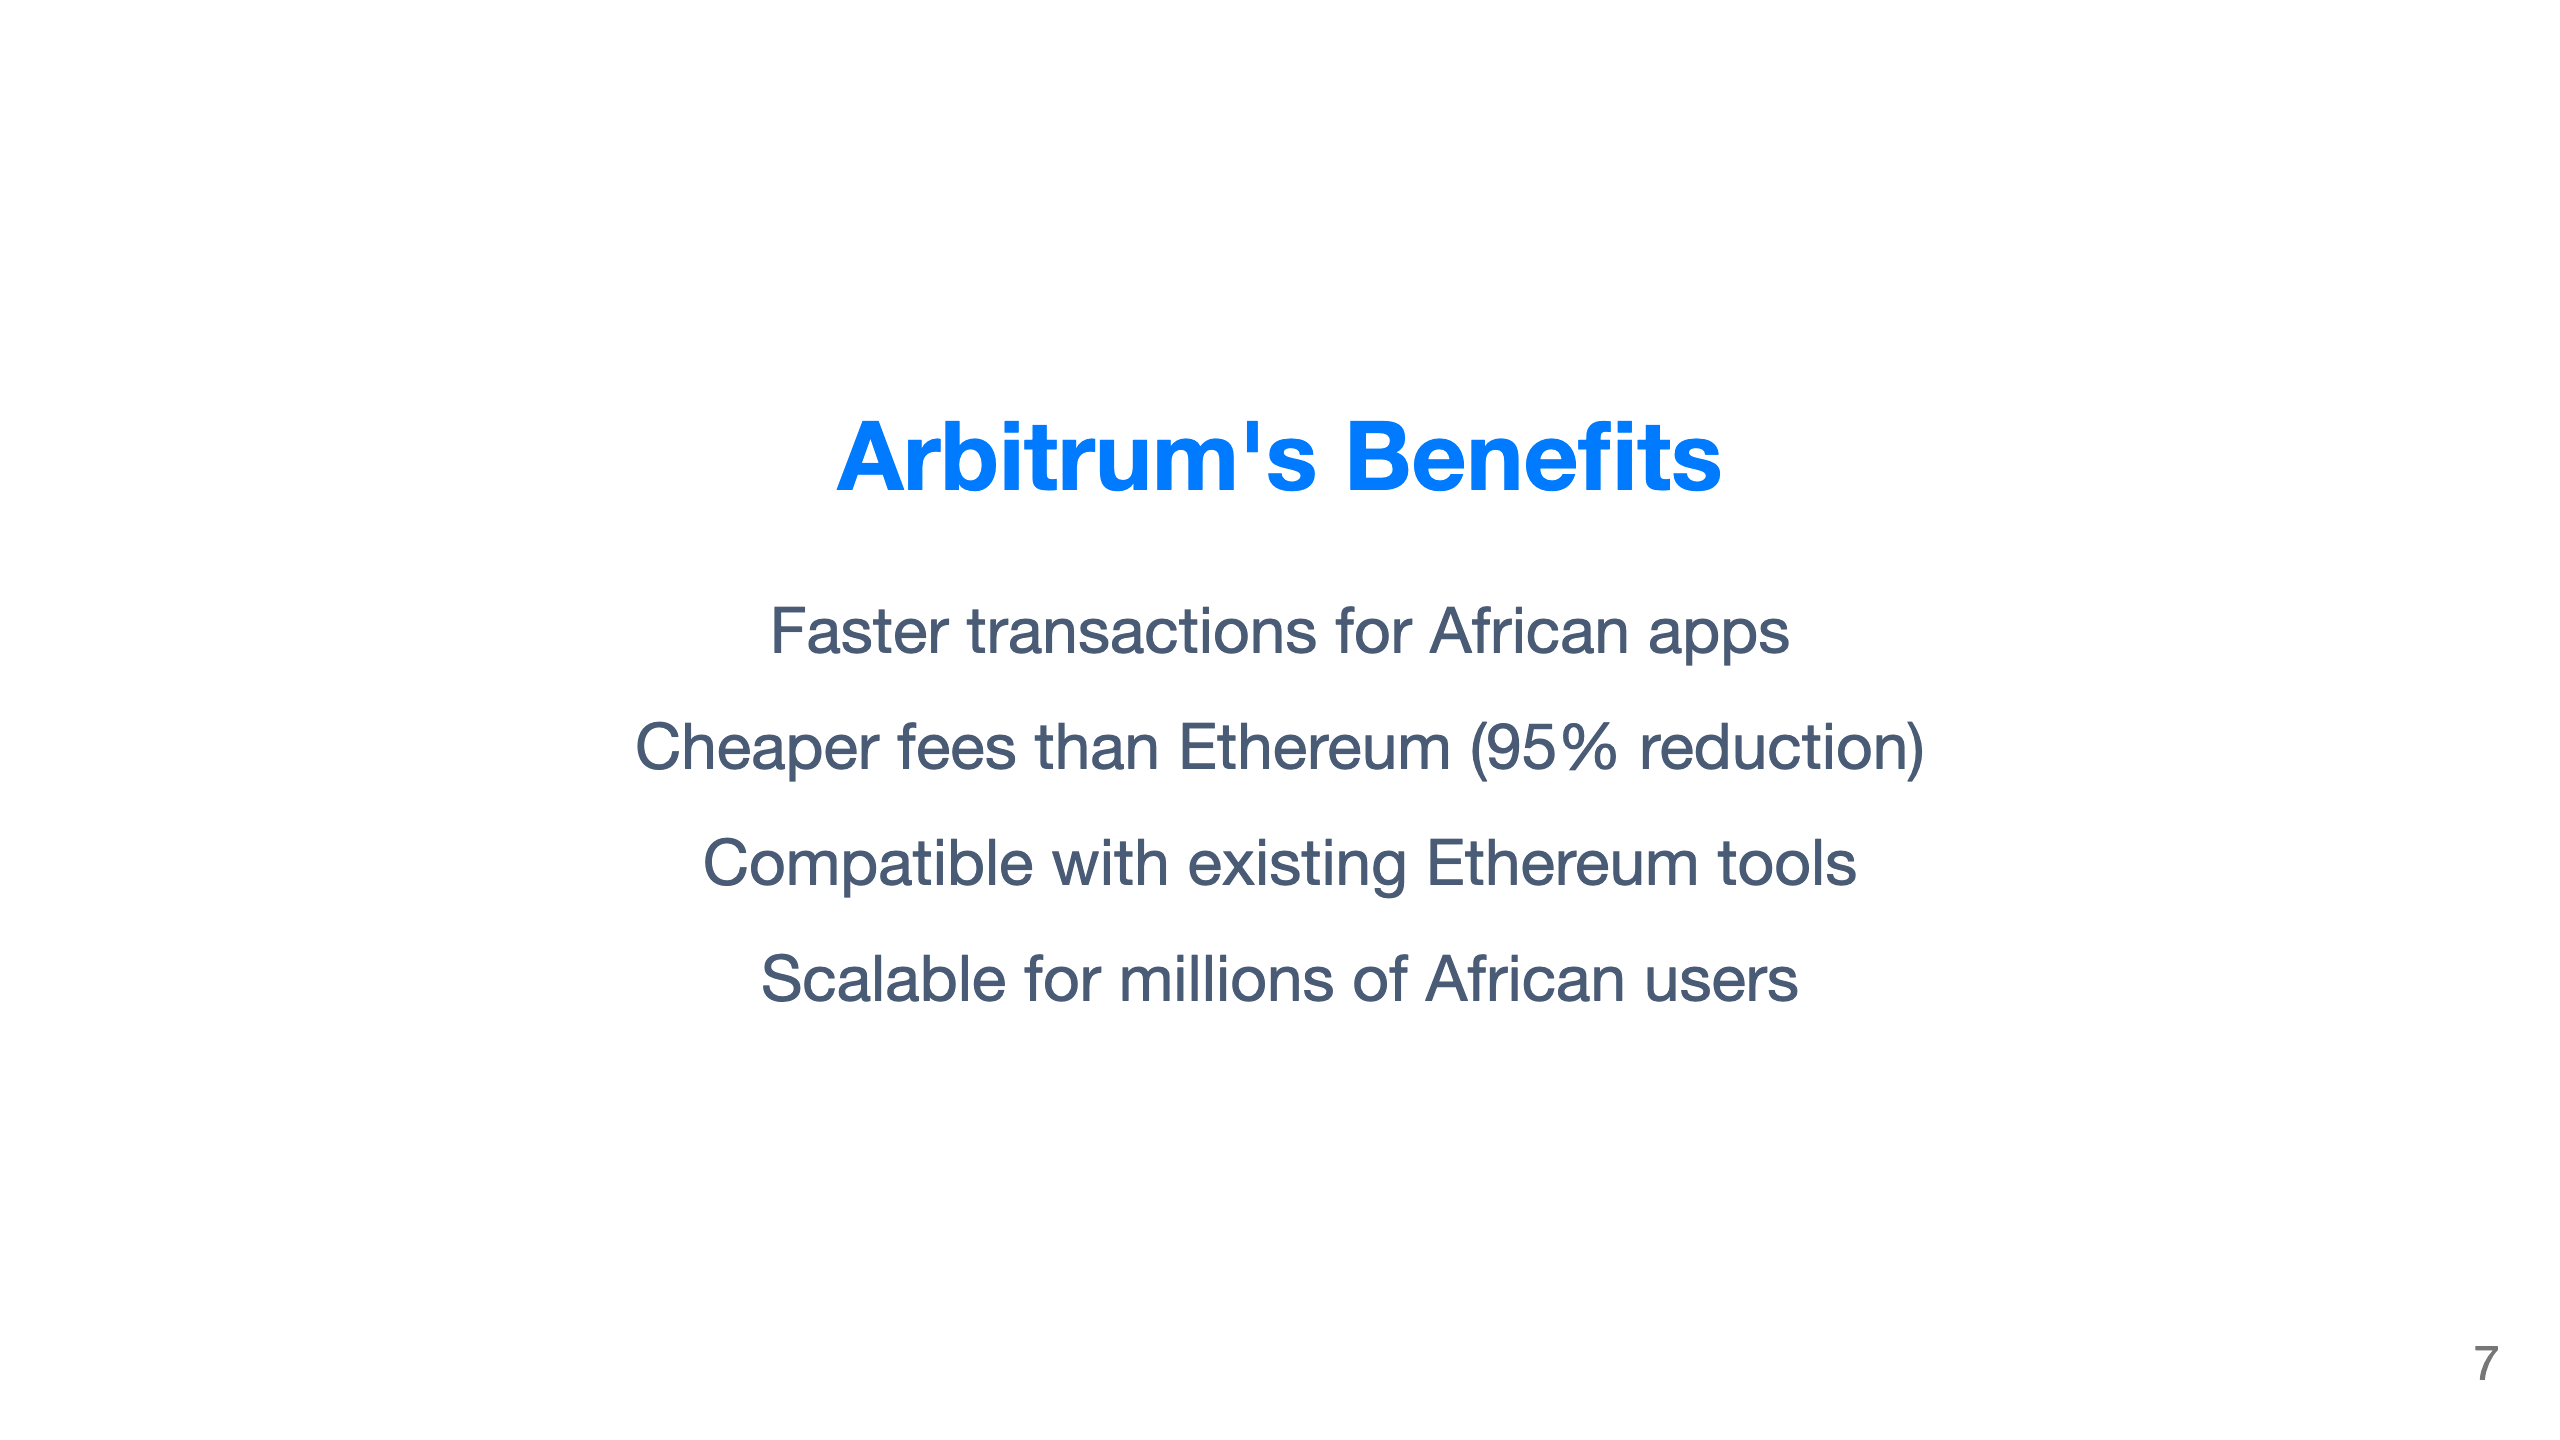 Arbitrum's Benefits
Faster transactions for African apps
Cheaper fees than Ethereum (95% reduction)
Compatible with existing Ethereum tools
Scalable for millions of African users
7